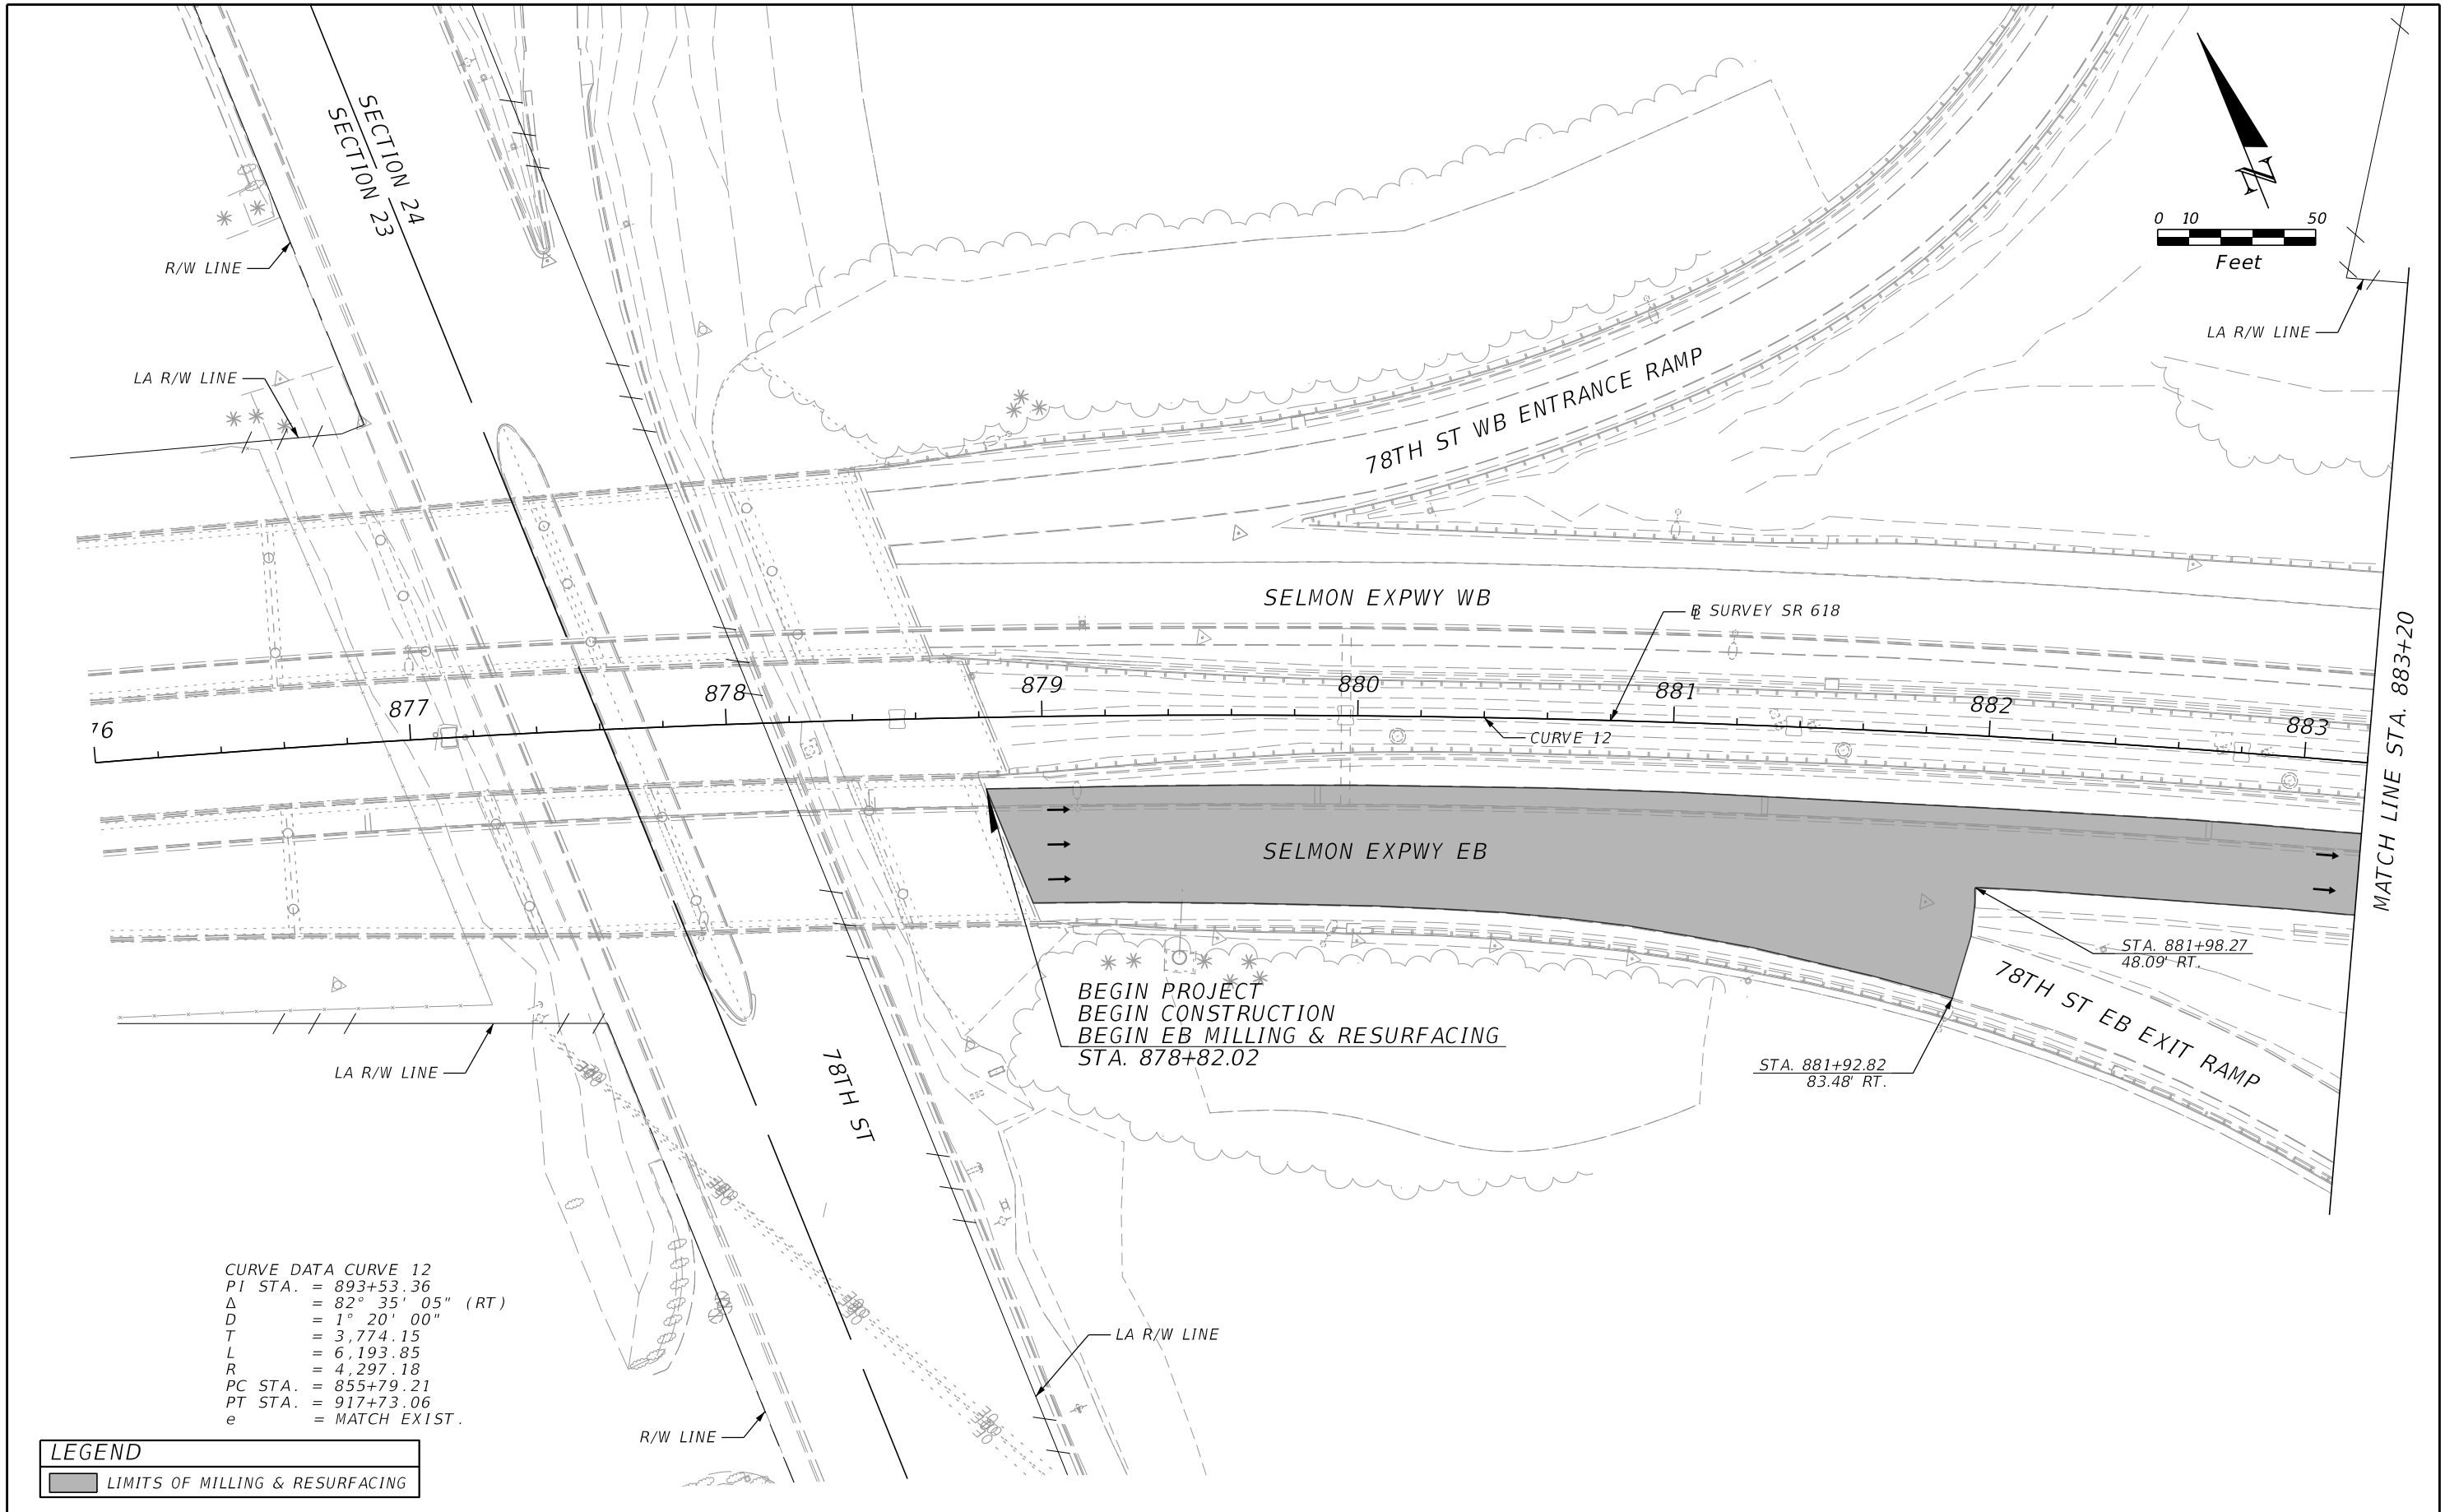 SECTION 24
SECTION 23
R/W LINE
LA R/W LINE
0 10 50
Feet
LA R/W LINE
78TH ST WB ENTRANCE RAMP
SELMON EXPWY WB
BL SURVEY SR 618
MATCH LINE STA. 883+20
76 877 878 879 880 881 882 883
CURVE 12
SELMON EXPWY EB
STA. 881+98.27
48.09' RT.
78TH ST EB EXIT RAMP
BEGIN PROJECT
BEGIN CONSTRUCTION
BEGIN EB MILLING & RESURFACING
STA. 878+82.02
STA. 881+92.82
83.48' RT.
LA R/W LINE
78TH ST
LA R/W LINE
R/W LINE
CURVE DATA CURVE 12
PI STA. = 893+53.36
Δ = 82° 35' 05" (RT)
D = 1° 20' 00"
T = 3,774.15
L = 6,193.85
R = 4,297.18
PC STA. = 855+79.21
PT STA. = 917+73.06
e = MATCH EXIST.
LEGEND
LIMITS OF MILLING & RESURFACING